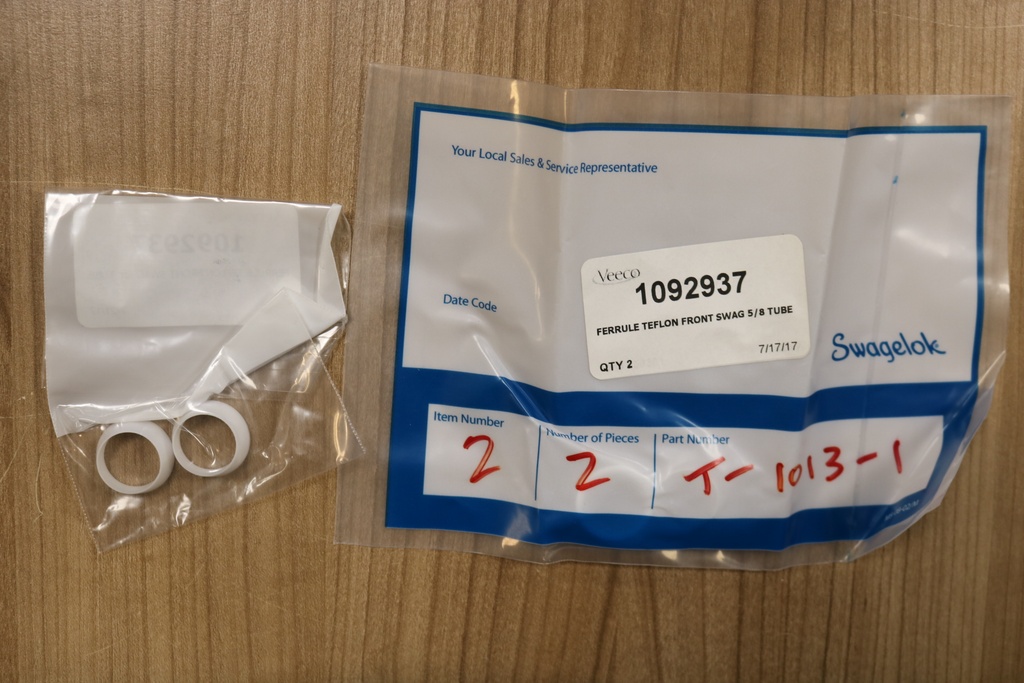 109293
Your Local Sales & Service Representative
Date Code
Veeco
1092937
FERRULE TEFLON FRONT SWAG 5/8 TUBE
QTY 2
7/17/17
Swagelok
Item Number
Number of Pieces
Part Number
2
2
T-1013-1